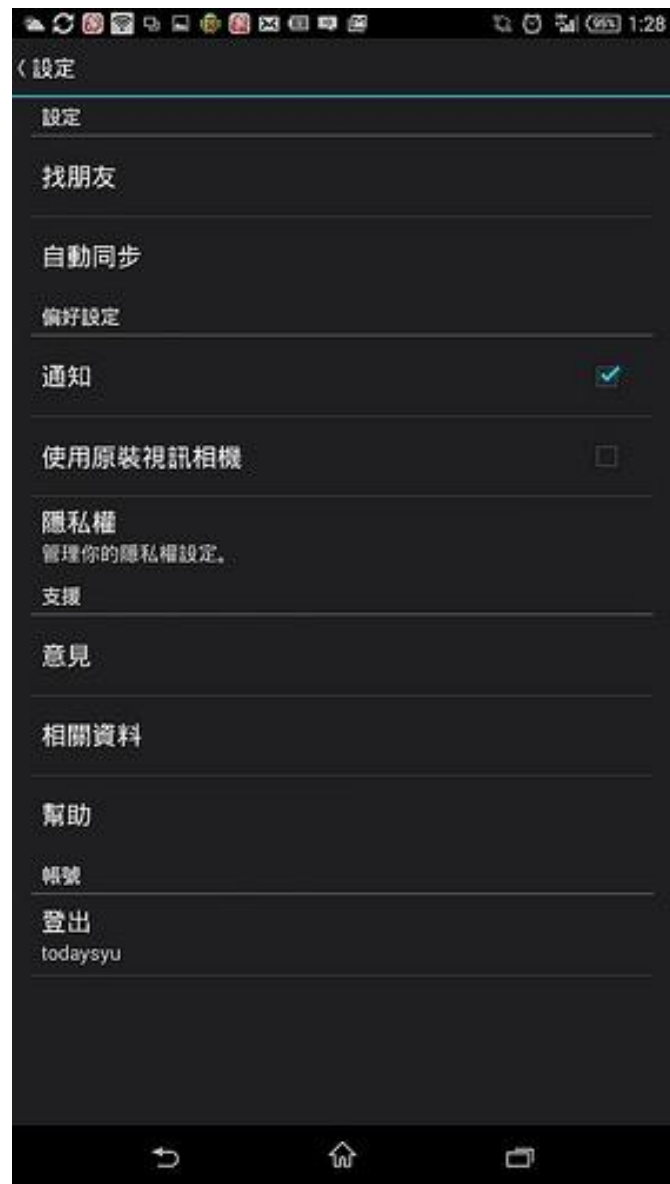 1:28
設定
設定
找朋友
自動同步
偏好設定
通知
使用原裝視訊相機
隱私權
管理你的隱私權設定。
支援
意見
相關資料
幫助
帳號
登出
todaysyu